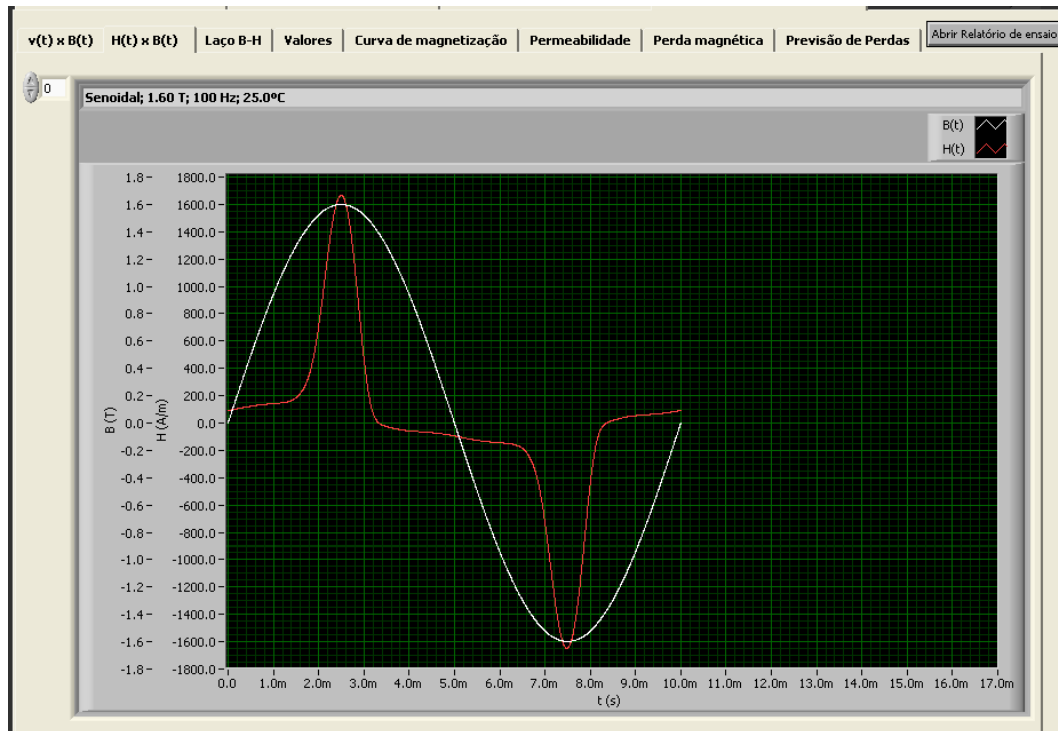 v(t) x B(t) H(t) x B(t) Laço B-H Valores Curva de magnetização Permeabilidade Perda magnética Previsão de Perdas Abrir Relatório de ensaio
0
Senoidal; 1.60 T; 100 Hz; 25.0ºC
B(t)
H(t)
1.8 1800.0
1.6 1600.0
1.4 1400.0
1.2 1200.0
1.0 1000.0
0.8 800.0
0.6 600.0
0.4 400.0
0.2 200.0
0.0 0.0
-0.2 -200.0
-0.4 -400.0
-0.6 -600.0
-0.8 -800.0
-1.0 -1000.0
-1.2 -1200.0
-1.4 -1400.0
-1.6 -1600.0
-1.8 -1800.0
B (T)
H (A/m)
0.0 1.0m 2.0m 3.0m 4.0m 5.0m 6.0m 7.0m 8.0m 9.0m 10.0m 11.0m 12.0m 13.0m 14.0m 15.0m 16.0m 17.0m
t (s)